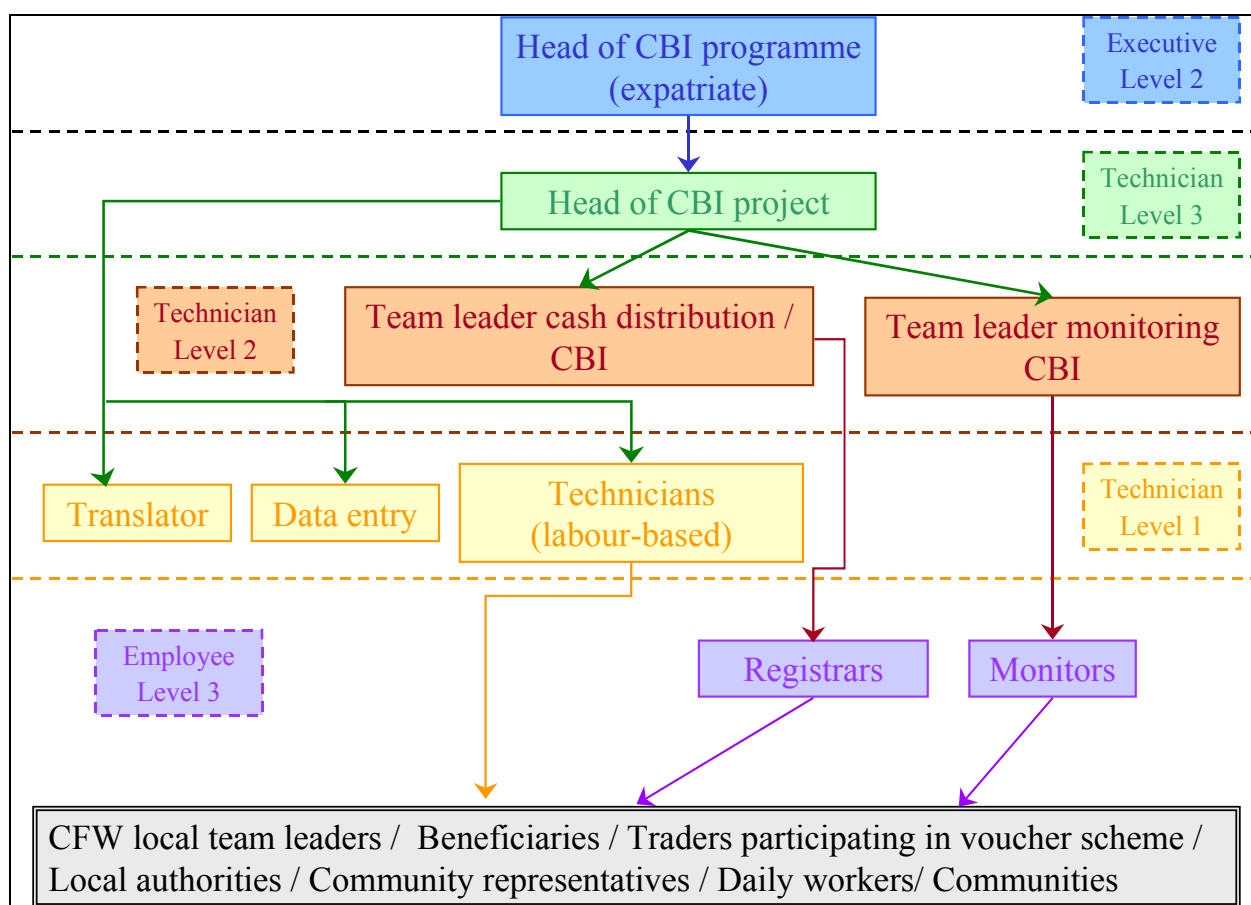 Head of CBI programme
(expatriate)
Executive
Level 2
Head of CBI project
Technician
Level 3
Technician
Level 2
Team leader cash distribution /
CBI
Team leader monitoring
CBI
Translator
Data entry
Technicians
(labour-based)
Technician
Level 1
Employee
Level 3
Registrars
Monitors
CFW local team leaders / Beneficiaries / Traders participating in voucher scheme /
Local authorities / Community representatives / Daily workers/ Communities